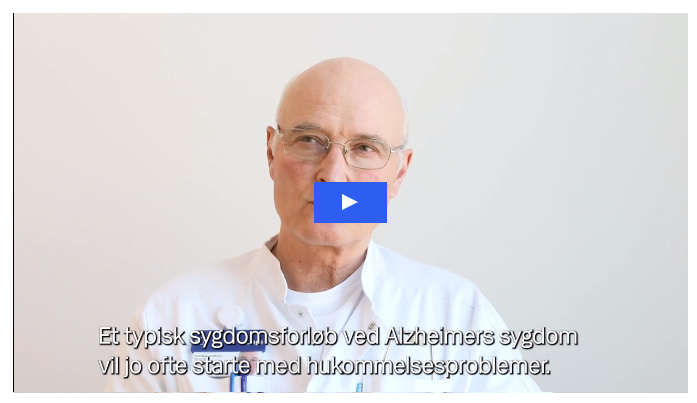 Et typisk sygdomsforløb ved Alzheimers sygdom
vil jo ofte starte med hukommelsesproblemer.